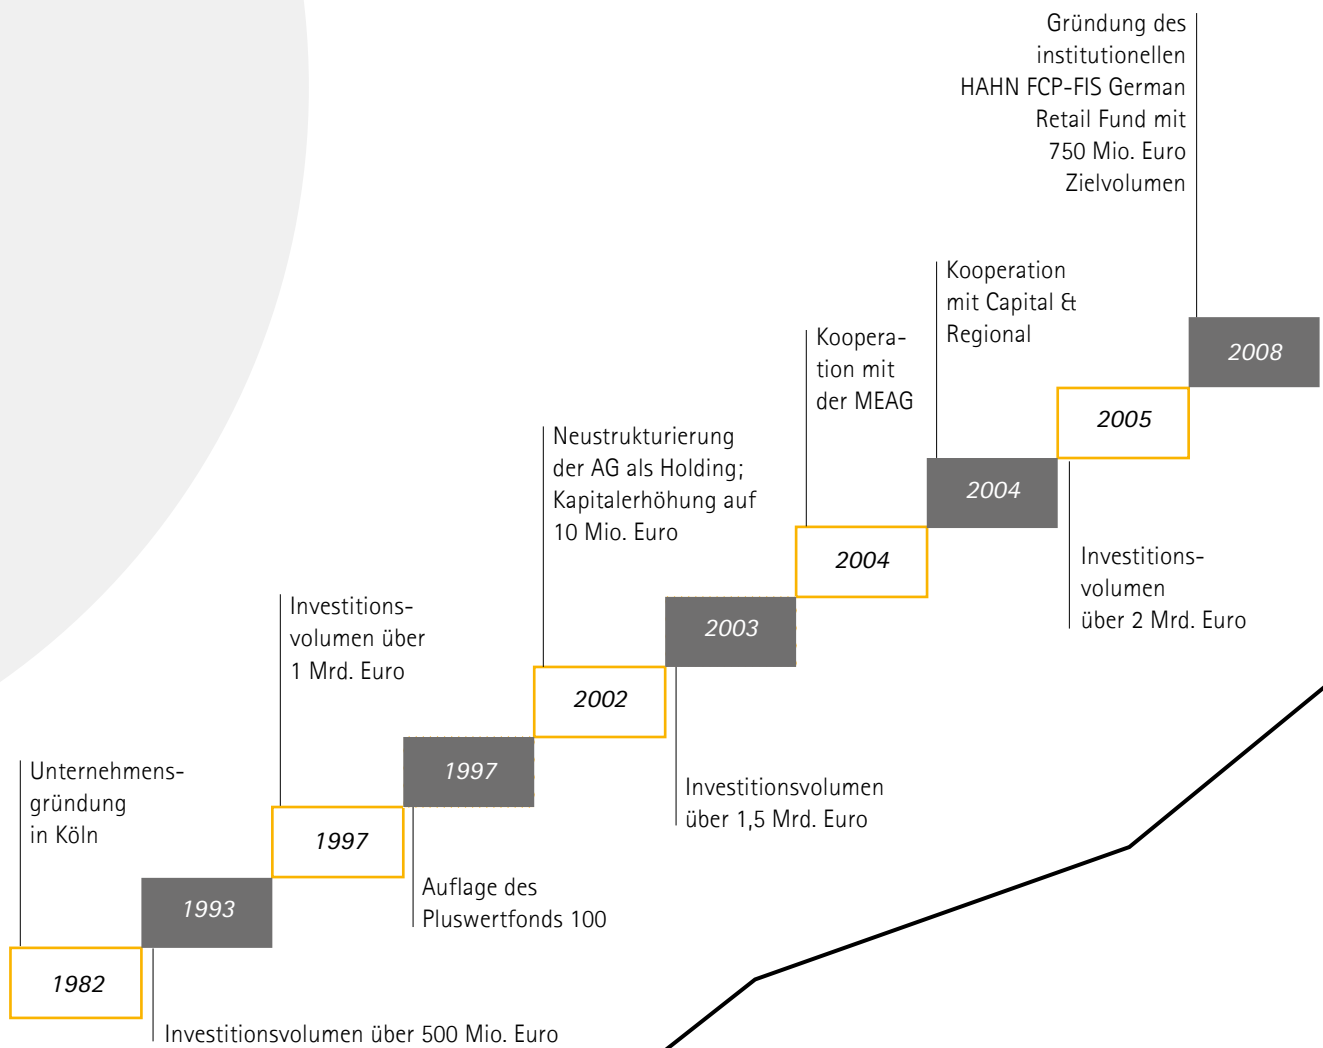 Gründung des
institutionellen
HAHN FCP-FIS German
Retail Fund mit
750 Mio. Euro
Zielvolumen
2008
Kooperation
mit Capital &
Regional
2004
2005
Investitions-
volumen
über 2 Mrd. Euro
Koopera-
tion mit
der MEAG
2004
Neustrukturierung
der AG als Holding;
Kapitalerhöhung auf
10 Mio. Euro
2002
2003
Investitionsvolumen
über 1,5 Mrd. Euro
Investitions-
volumen über
1 Mrd. Euro
1997
1997
Auflage des
Pluswertfonds 100
Unternehmens-
gründung
in Köln
1982
1993
Investitionsvolumen über 500 Mio. Euro